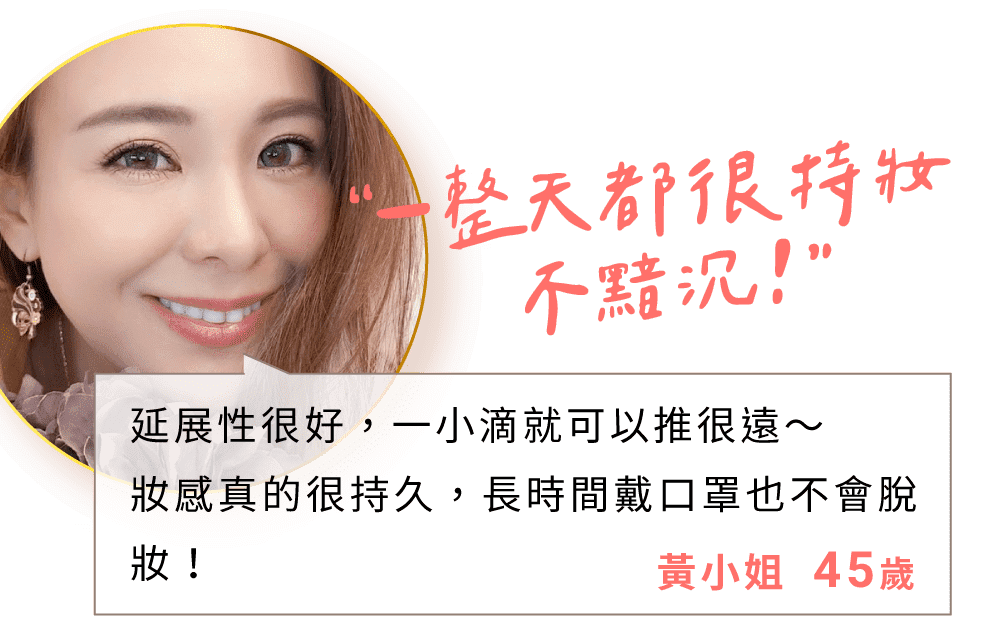 “一整天都很持妝
不黯沉！”
延展性很好，一小滴就可以推很遠～
妝感真的很持久，長時間戴口罩也不會脫
妝！
黃小姐 45歲